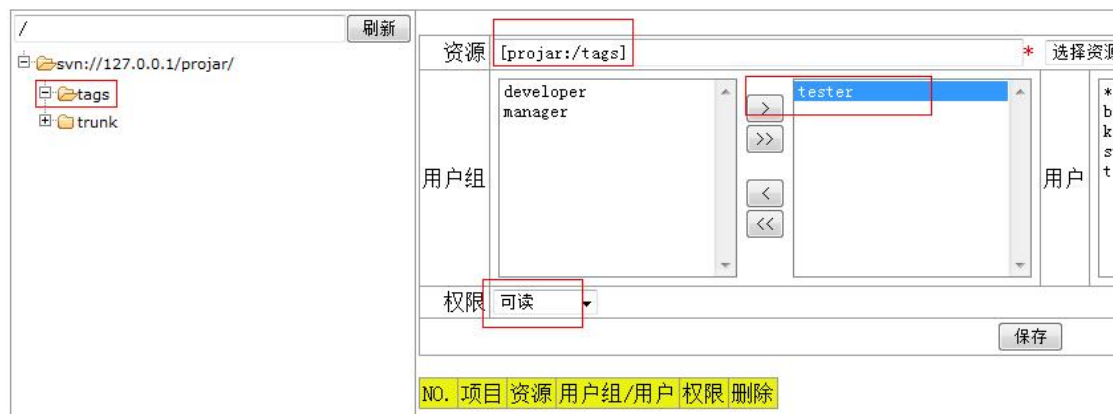 /
刷新
svn://127.0.0.1/projar/
tags
trunk
资源 [projar:/tags] * 选择资源
用户组
developer
manager
>
>>
<
<<
tester
用户
*
b
k
s
t
权限 可读
保存
NO. 项目 资源 用户组/用户 权限 删除